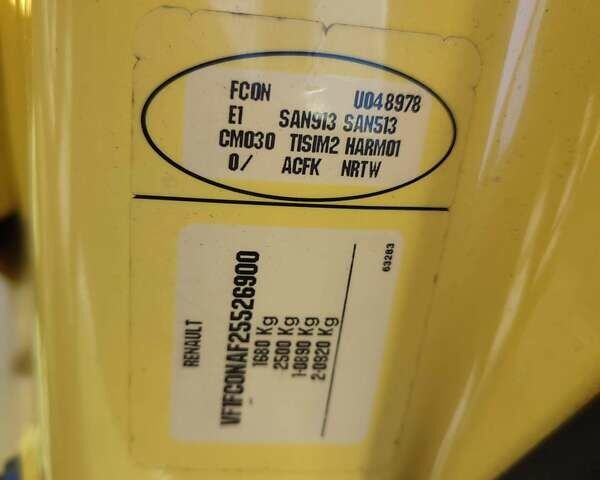 FCON U048978
E1 SAN913 SAN513
CM030 TISIM2 HARM01
0/ ACFK NRTW
RENAULT
VF1FC0NAF25526900
1680 Kg
2500 Kg
1-0890 Kg
2-0920 Kg
63283